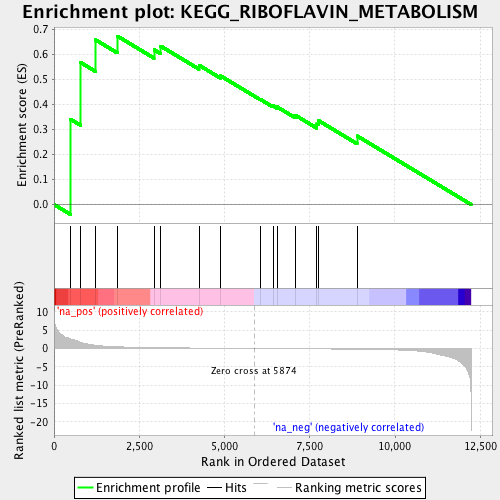 Enrichment plot: KEGG_RIBOFLAVIN_METABOLISM
Enrichment score (ES)
0.7
0.6
0.5
0.4
0.3
0.2
0.1
0.0
'na_pos' (positively correlated)
Ranked list metric (PreRanked)
10
5
0
-5
-10
-15
-20
Zero cross at 5874
'na_neg' (negatively correlated)
0
2,500
5,000
7,500
10,000
12,500
Rank in Ordered Dataset
Enrichment profile
Hits
Ranking metric scores